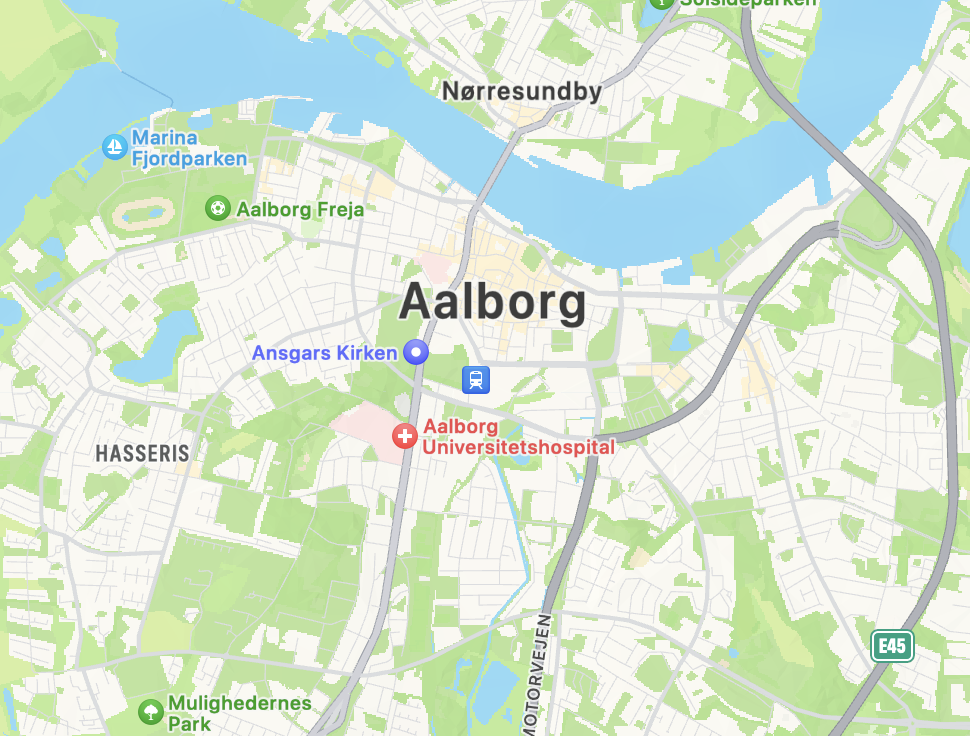 Solsideparken
Nørresundby
Marina
Fjordparken
Aalborg Freja
Aalborg
Ansgars Kirken
Aalborg
Universitetshospital
HASSERIS
MOTORVEJEN
E45
Mulighedernes
Park